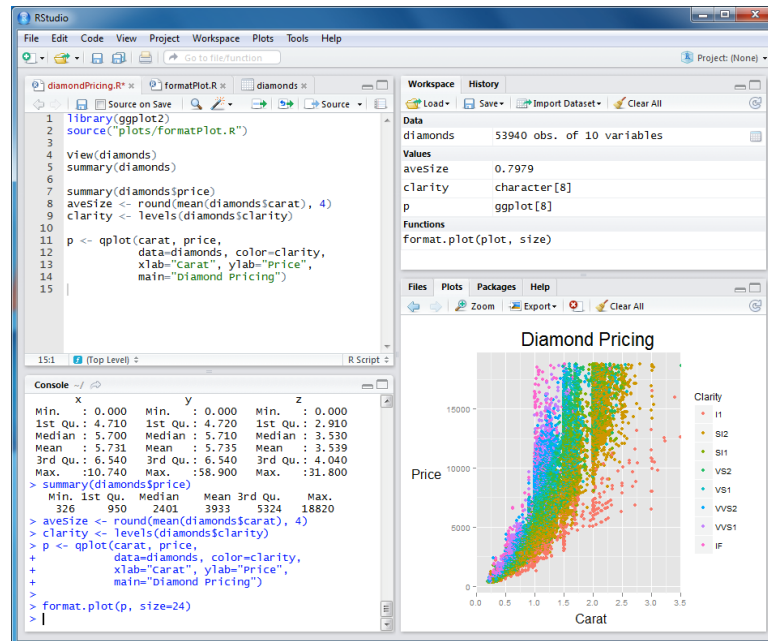 RStudio
File Edit Code View Project Workspace Plots Tools Help
Go to file/function
Project: (None)
diamondPricing.R* × formatPlot.R × diamonds ×
Source on Save Source
1 library(ggplot2)
2 source("plots/formatPlot.R")
3
4 View(diamonds)
5 summary(diamonds)
6
7 summary(diamonds$price)
8 aveSize <- round(mean(diamonds$carat), 4)
9 clarity <- levels(diamonds$clarity)
10
11 p <- qplot(carat, price,
12 data=diamonds, color=clarity,
13 xlab="Carat", ylab="Price",
14 main="Diamond Pricing")
15
15:1 (Top Level) R Script
Console ~/
x y z
Min. : 0.000 Min. : 0.000 Min. : 0.000
1st Qu.: 4.710 1st Qu.: 4.720 1st Qu.: 2.910
Median : 5.700 Median : 5.710 Median : 3.530
Mean : 5.731 Mean : 5.735 Mean : 3.539
3rd Qu.: 6.540 3rd Qu.: 6.540 3rd Qu.: 4.040
Max. :10.740 Max. :58.900 Max. :31.800
> summary(diamonds$price)
Min. 1st Qu. Median Mean 3rd Qu. Max.
326 950 2401 3933 5324 18820
> aveSize <- round(mean(diamonds$carat), 4)
> clarity <- levels(diamonds$clarity)
> p <- qplot(carat, price,
+ data=diamonds, color=clarity,
+ xlab="Carat", ylab="Price",
+ main="Diamond Pricing")
>
> format.plot(p, size=24)
>
Workspace History
Load Save Import Dataset Clear All
Data
diamonds 53940 obs. of 10 variables
Values
aveSize 0.7979
clarity character[8]
p ggplot[8]
Functions
format.plot(plot, size)
Files Plots Packages Help
Zoom Export Clear All
Diamond Pricing
Price
15000
10000
5000
0
0.0 0.5 1.0 1.5 2.0 2.5 3.0 3.5
Carat
Clarity
I1
SI2
SI1
VS2
VS1
VVS2
VVS1
IF